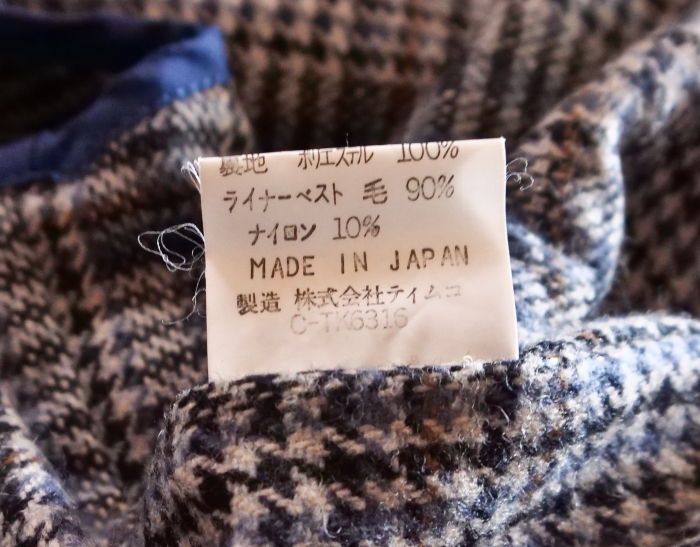 裏地 ポリエステル 100%
ライナーベスト 毛 90%
ナイロン 10%
MADE IN JAPAN
製造 株式会社ティムコ
C-TK6316